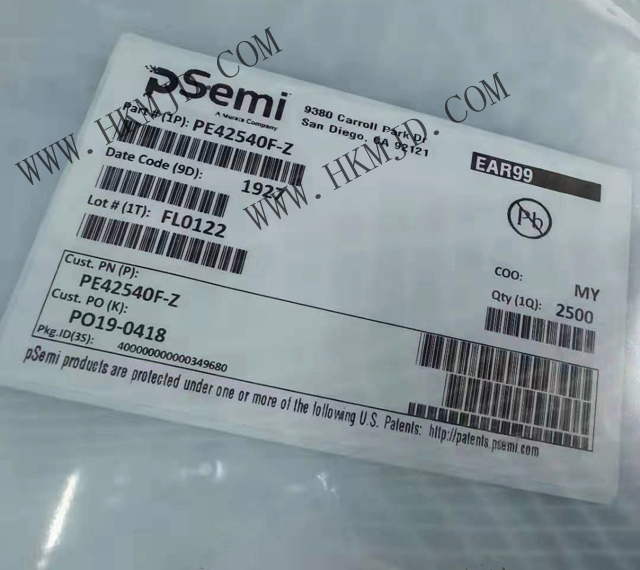 pSemi
A Murata Company
9380 Carroll Park Dr
San Diego, CA 92121
EAR99
Part # (1P): PE42540F-Z
Date Code (9D): 1927
Lot # (1T): FL0122
Pb
COO: MY
Qty (1Q): 2500
Cust. PN (P):
PE42540F-Z
Cust. PO (K):
PO19-0418
Pkg.ID(3S): 40000000000349680
pSemi products are protected under one or more of the following U.S. Patents: http://patents.psemi.com
WWW.HKMJD.COM
WWW.HKMJD.COM